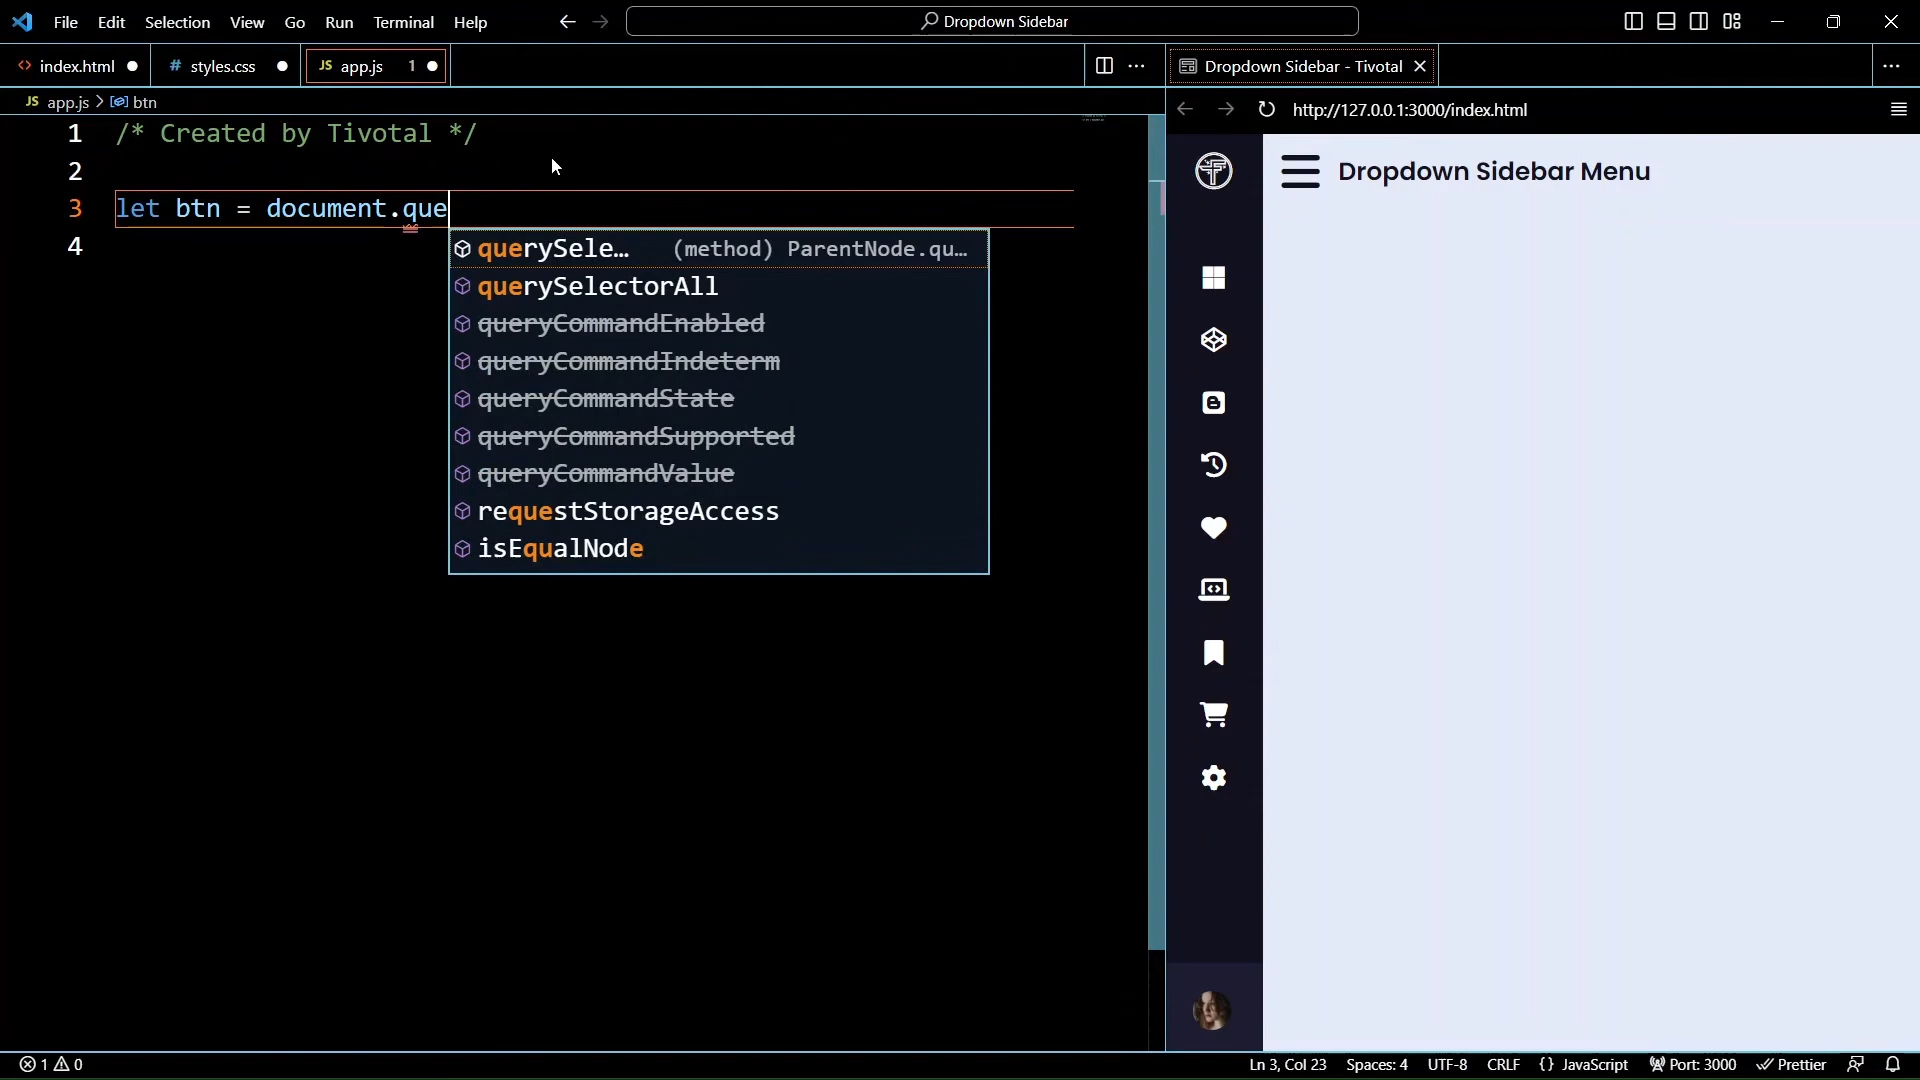 File Edit Selection View Go Run Terminal Help
Dropdown Sidebar
index.html
# styles.css
JS app.js 1
Dropdown Sidebar - Tivotal
JS app.js > btn
http://127.0.0.1:3000/index.html
1 /* Created by Tivotal */
2
3 let btn = document.que
4
querySele… (method) ParentNode.qu…
querySelectorAll
queryCommandEnabled
queryCommandIndeterm
queryCommandState
queryCommandSupported
queryCommandValue
requestStorageAccess
isEqualNode
Dropdown Sidebar Menu
1 0
Ln 3, Col 23 Spaces: 4 UTF-8 CRLF {} JavaScript Port: 3000 Prettier